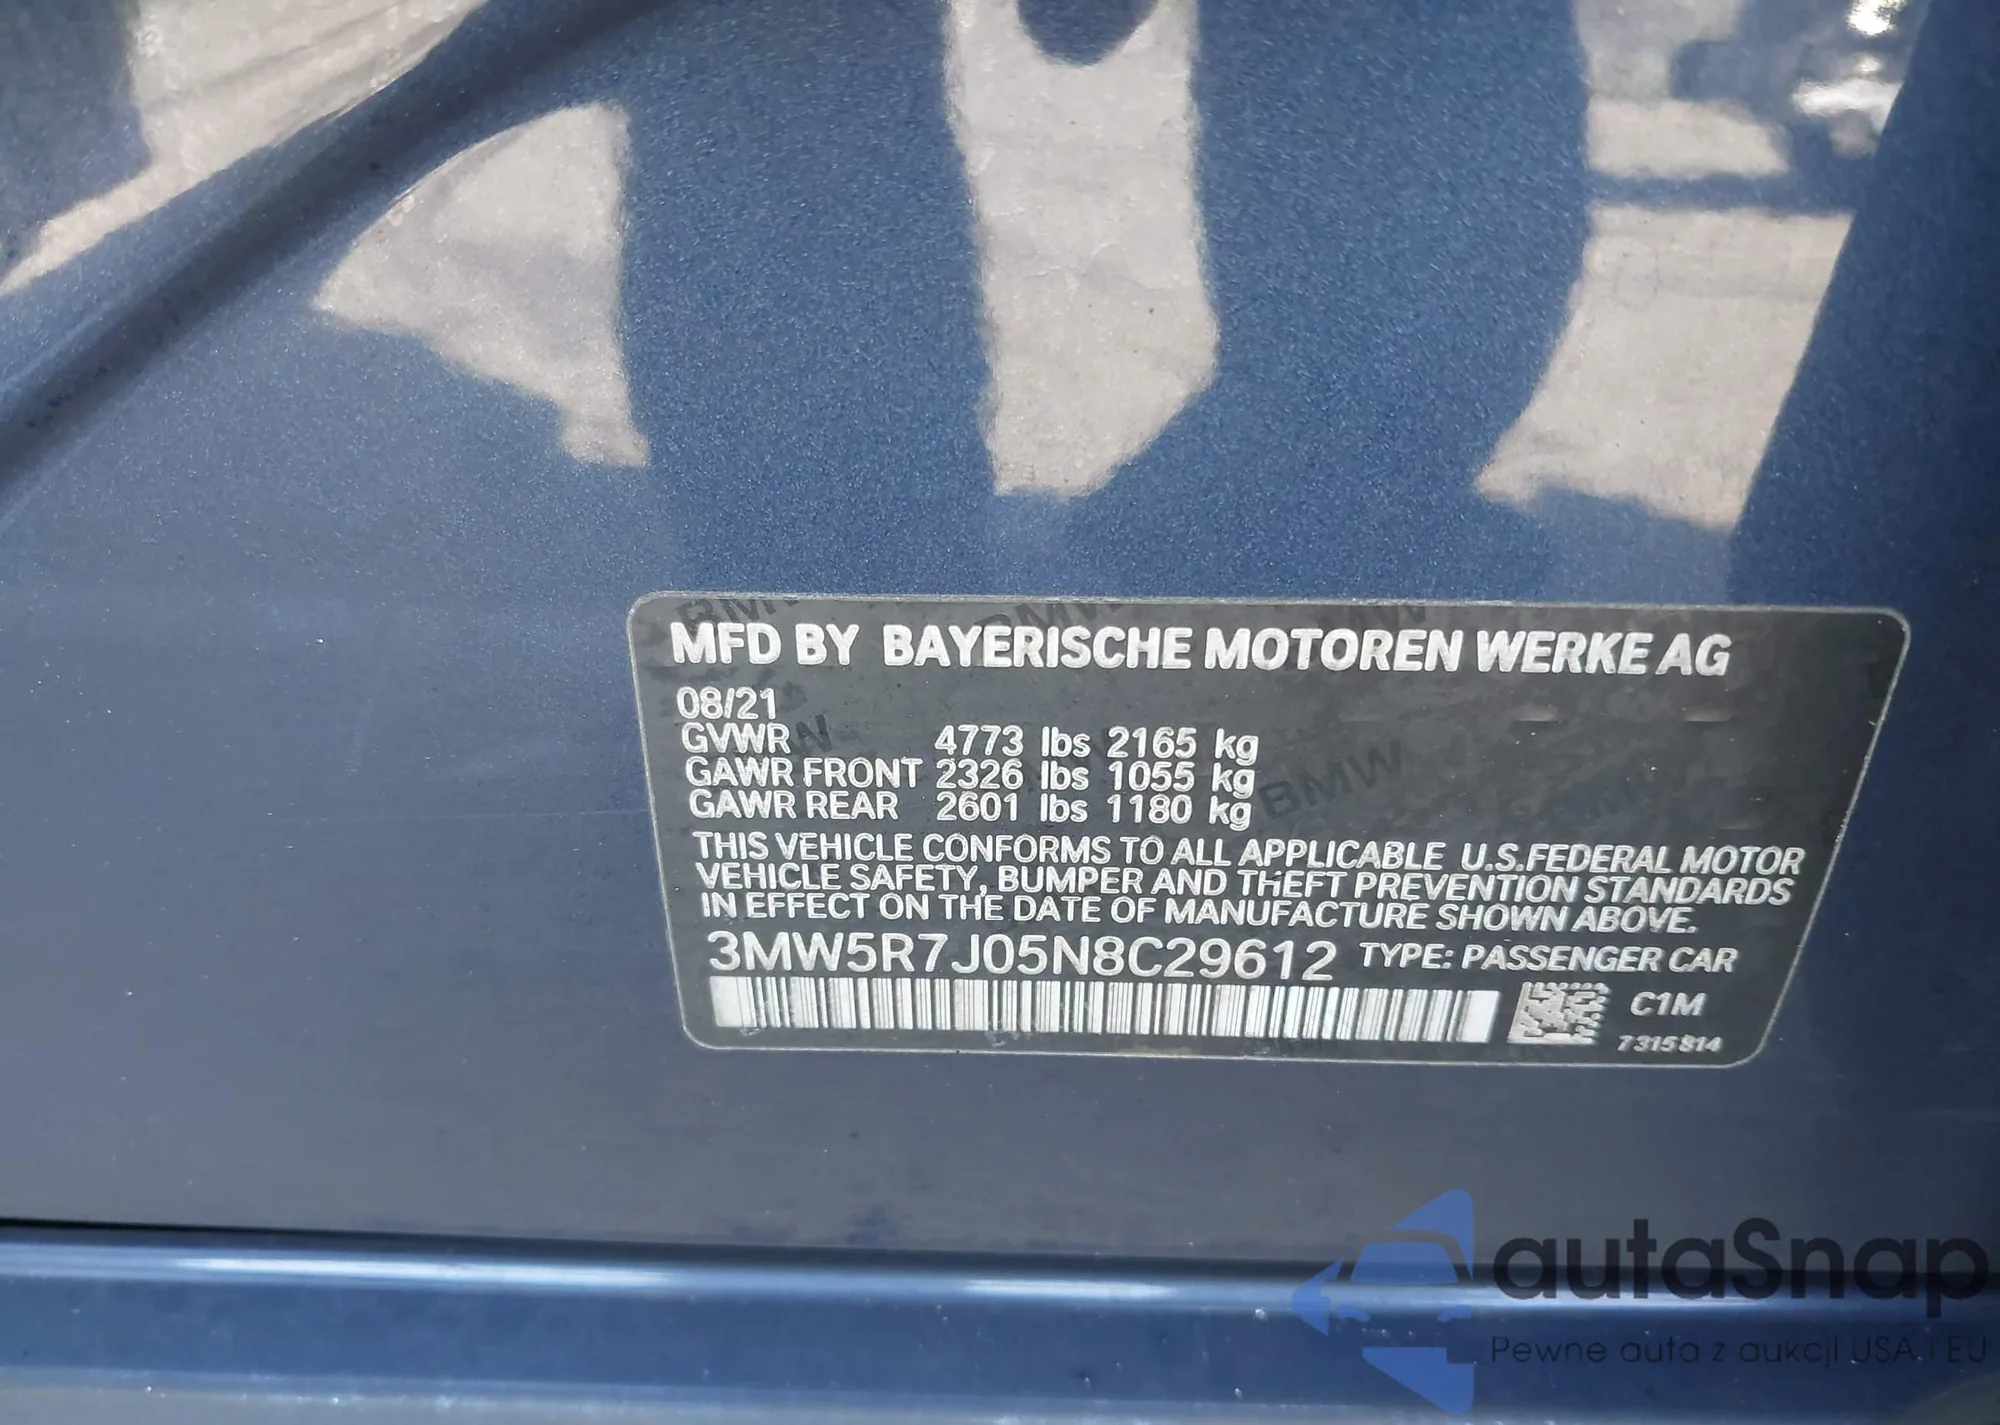 MFD BY BAYERISCHE MOTOREN WERKE AG
08/21
GVWR 4773 lbs 2165 kg
GAWR FRONT 2326 lbs 1055 kg
GAWR REAR 2601 lbs 1180 kg
THIS VEHICLE CONFORMS TO ALL APPLICABLE U.S.FEDERAL MOTOR
VEHICLE SAFETY, BUMPER AND THEFT PREVENTION STANDARDS
IN EFFECT ON THE DATE OF MANUFACTURE SHOWN ABOVE.
3MW5R7J05N8C29612 TYPE: PASSENGER CAR
C1M
7315814
autaSnap
Pewne auta z aukcji USA i EU